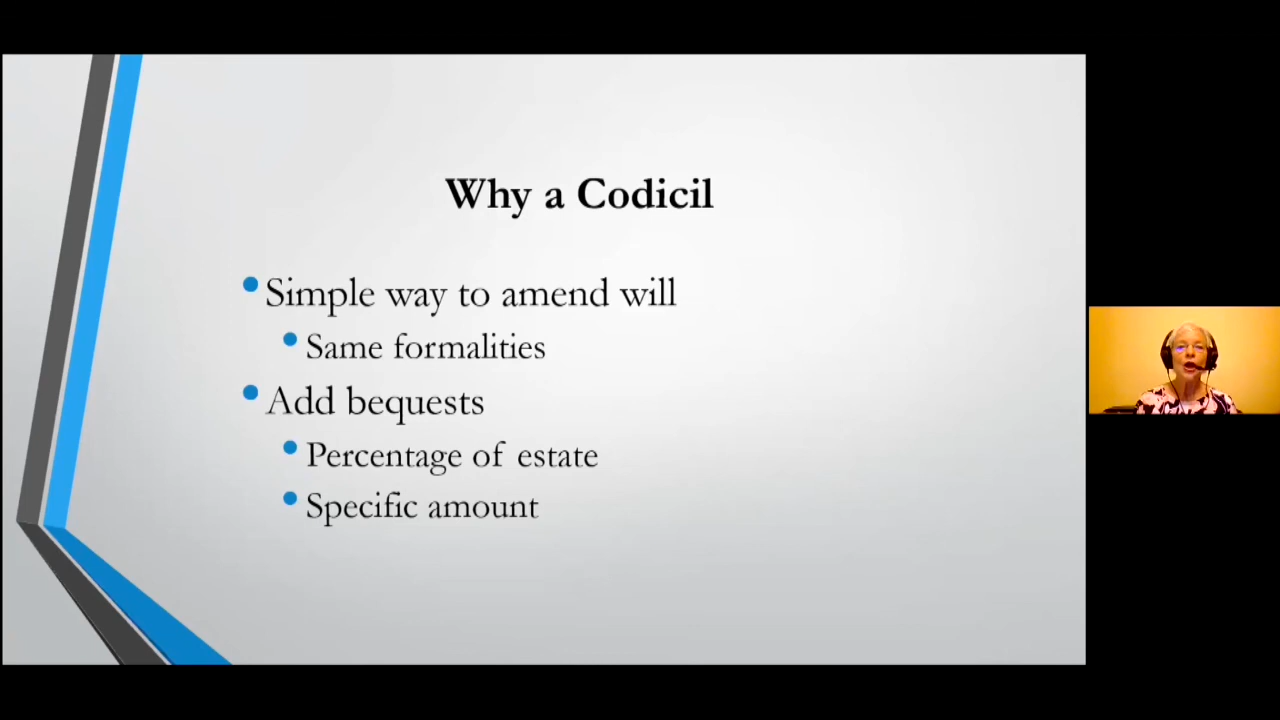 Why a Codicil
Simple way to amend will
Same formalities
Add bequests
Percentage of estate
Specific amount